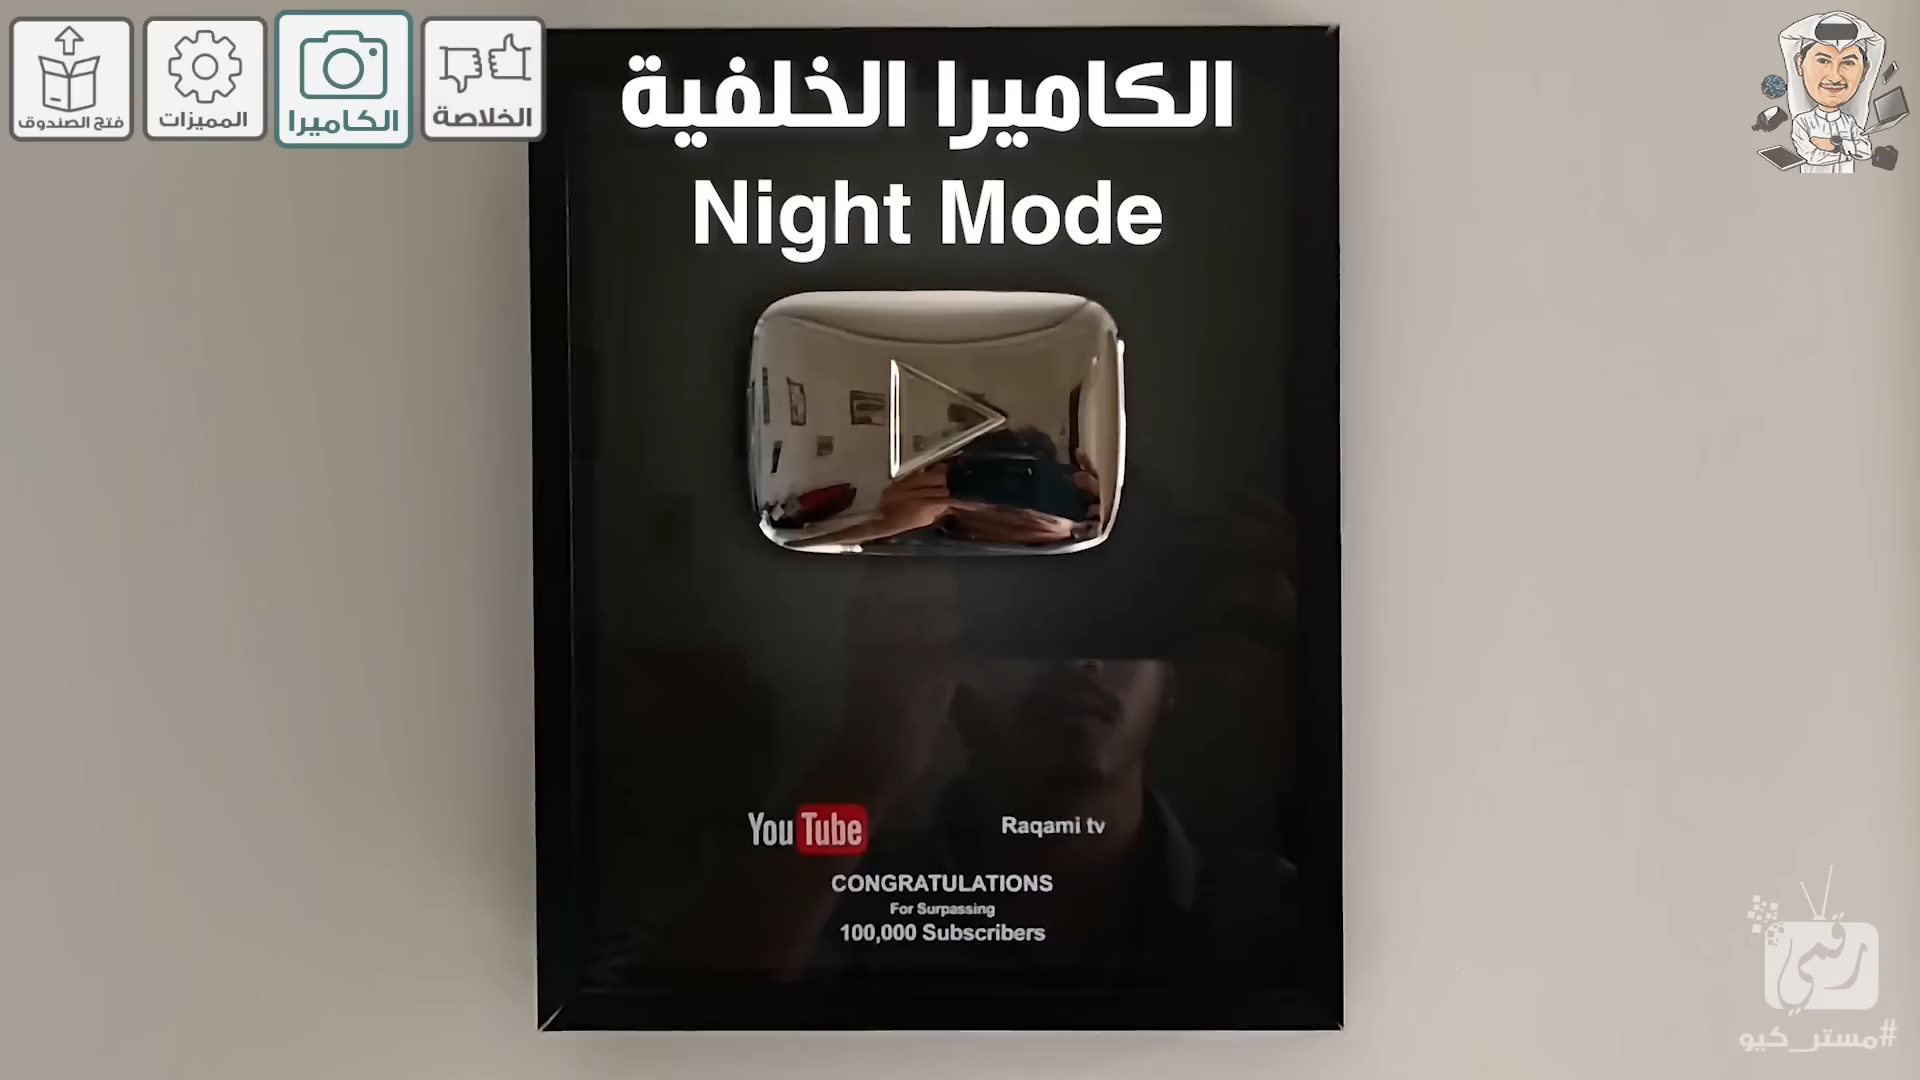 فتح الصندوق
المميزات
الكاميرا
الخلاصة
الكاميرا الخلفية
Night Mode
YouTube
Raqami tv
CONGRATULATIONS
For Surpassing
100,000 Subscribers
رقمي
#مستر_كيو